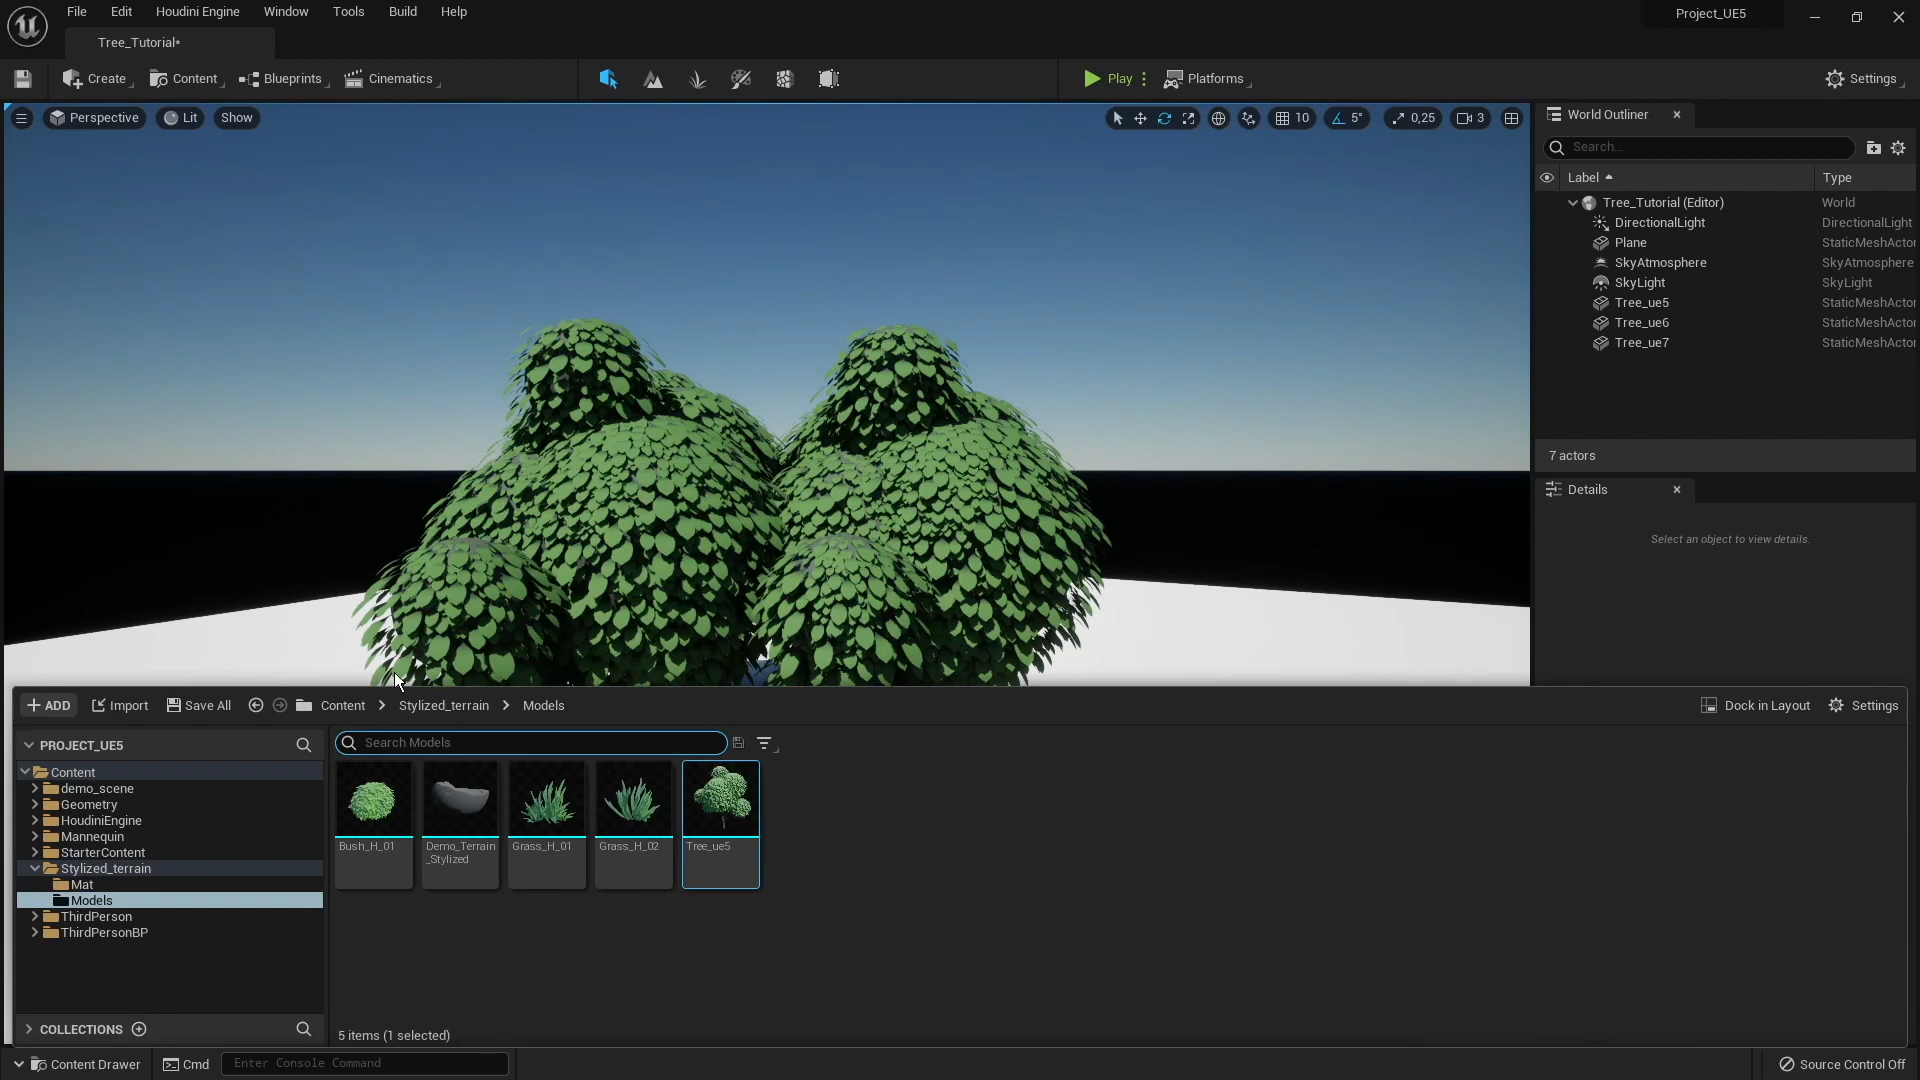 File Edit Houdini Engine Window Tools Build Help
Project_UE5
Tree_Tutorial*
Create Content Blueprints Cinematics Play Platforms Settings
Perspective Lit Show 10 5° 0,25 3
World Outliner
Search...
Label Type
Tree_Tutorial (Editor) World
DirectionalLight DirectionalLight
Plane StaticMeshActor
SkyAtmosphere SkyAtmosphere
SkyLight SkyLight
Tree_ue5 StaticMeshActor
Tree_ue6 StaticMeshActor
Tree_ue7 StaticMeshActor
7 actors
Details
Select an object to view details.
ADD Import Save All Content Stylized_terrain Models Dock in Layout Settings
PROJECT_UE5
Search Models
Content
demo_scene
Geometry
HoudiniEngine
Mannequin
StarterContent
Stylized_terrain
Mat
Models
ThirdPerson
ThirdPersonBP
Bush_H_01
Demo_Terrain
_Stylized
Grass_H_01
Grass_H_02
Tree_ue5
COLLECTIONS
5 items (1 selected)
Content Drawer Cmd Enter Console Command Source Control Off